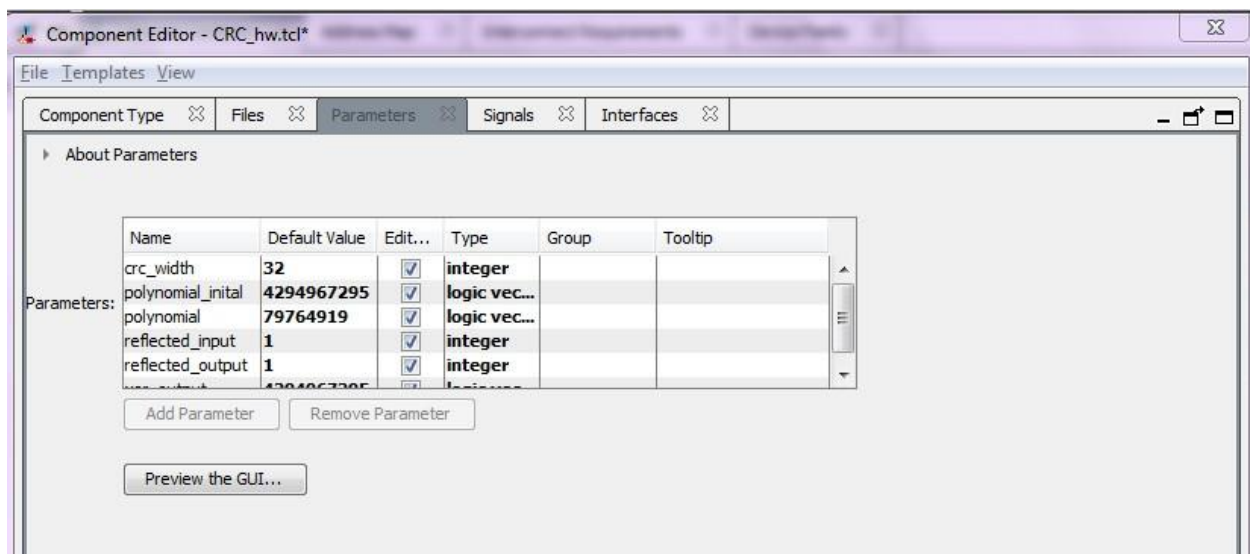 Component Editor - CRC_hw.tcl*
File Templates View
Component Type Files Parameters Signals Interfaces
About Parameters
Name Default Value Edit... Type Group Tooltip
crc_width 32 integer
Parameters:
polynomial_inital 4294967295 logic vec...
polynomial 79764919 logic vec...
reflected_input 1 integer
reflected_output 1 integer
Add Parameter Remove Parameter
Preview the GUI...